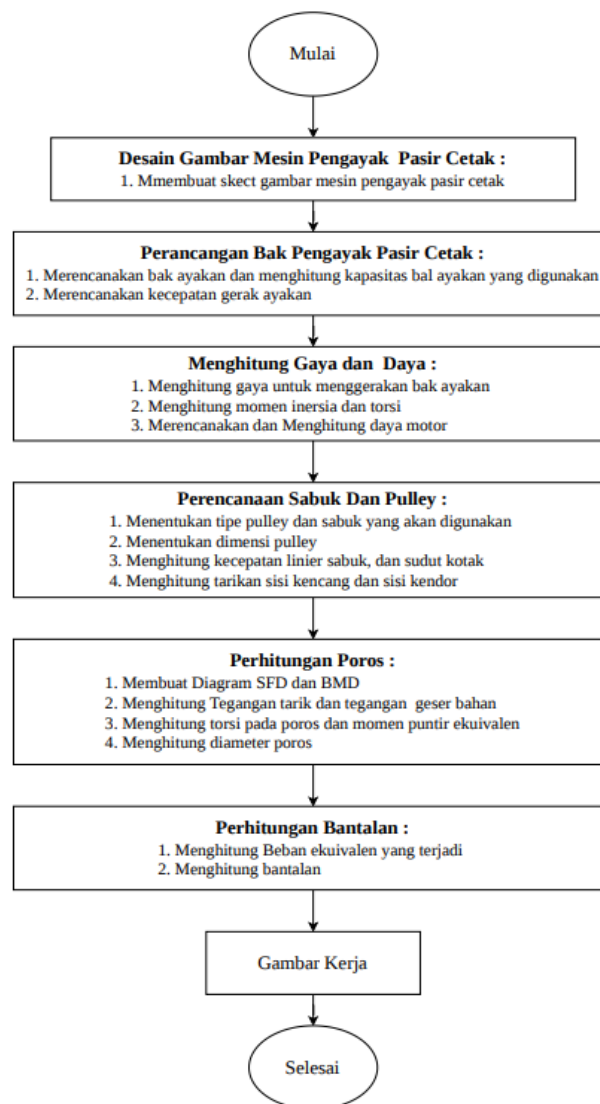 Mulai
Desain Gambar Mesin Pengayak Pasir Cetak :
1. Mmembuat skect gambar mesin pengayak pasir cetak
Perancangan Bak Pengayak Pasir Cetak :
1. Merencanakan bak ayakan dan menghitung kapasitas bal ayakan yang digunakan
2. Merencanakan kecepatan gerak ayakan
Menghitung Gaya dan Daya :
1. Menghitung gaya untuk menggerakan bak ayakan
2. Menghitung momen inersia dan torsi
3. Merencanakan dan Menghitung daya motor
Perencanaan Sabuk Dan Pulley :
1. Menentukan tipe pulley dan sabuk yang akan digunakan
2. Menentukan dimensi pulley
3. Menghitung kecepatan linier sabuk, dan sudut kotak
4. Menghitung tarikan sisi kencang dan sisi kendor
Perhitungan Poros :
1. Membuat Diagram SFD dan BMD
2. Menghitung Tegangan tarik dan tegangan geser bahan
3. Menghitung torsi pada poros dan momen puntir ekuivalen
4. Menghitung diameter poros
Perhitungan Bantalan :
1. Menghitung Beban ekuivalen yang terjadi
2. Menghitung bantalan
Gambar Kerja
Selesai